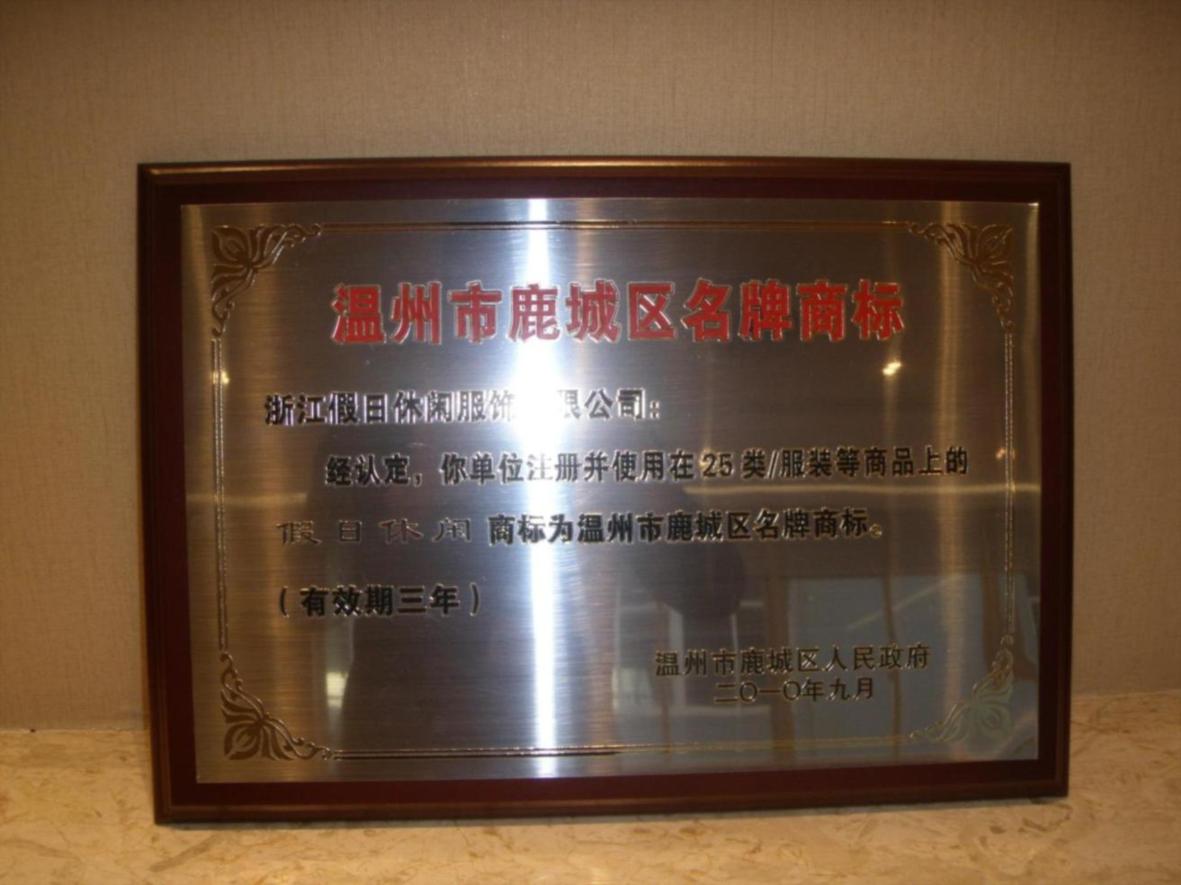 温州市鹿城区名牌商标
浙江假日休闲服饰 限公司：
经认定，你单位注册并使用在25类/服装等商品上的
假日休闲 商标为温州市鹿城区名牌商标。
（有效期三年）
温州市鹿城区人民政府
二〇一〇年九月